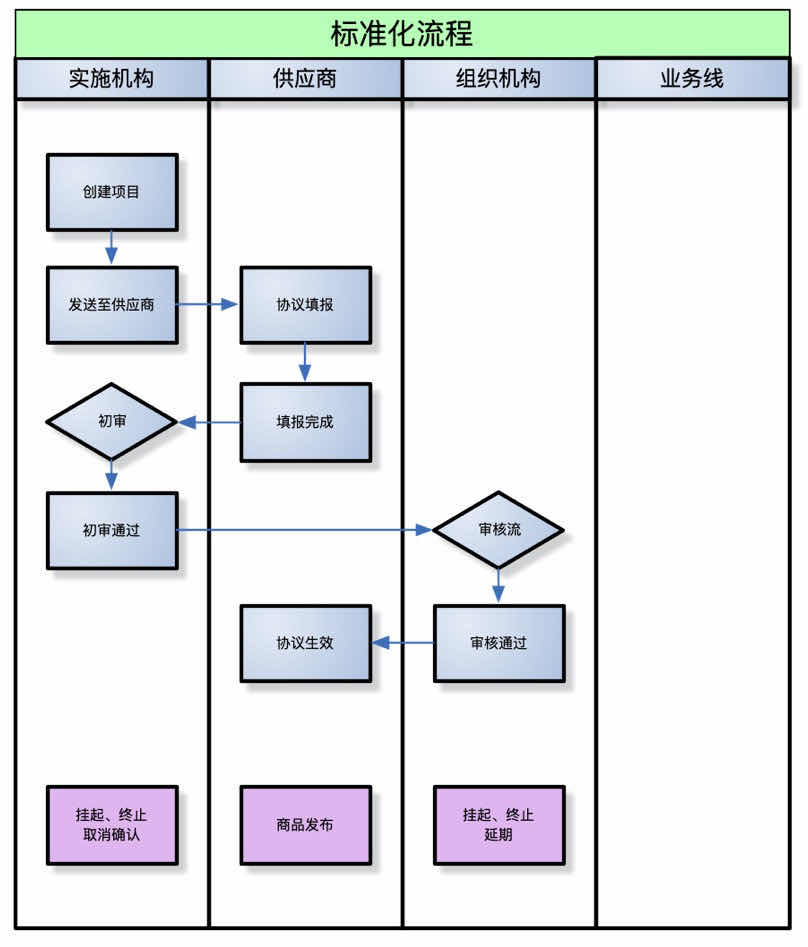 标准化流程
实施机构
供应商
组织机构
业务线
创建项目
发送至供应商
协议填报
初审
填报完成
初审通过
审核流
协议生效
审核通过
挂起、终止
取消确认
商品发布
挂起、终止
延期